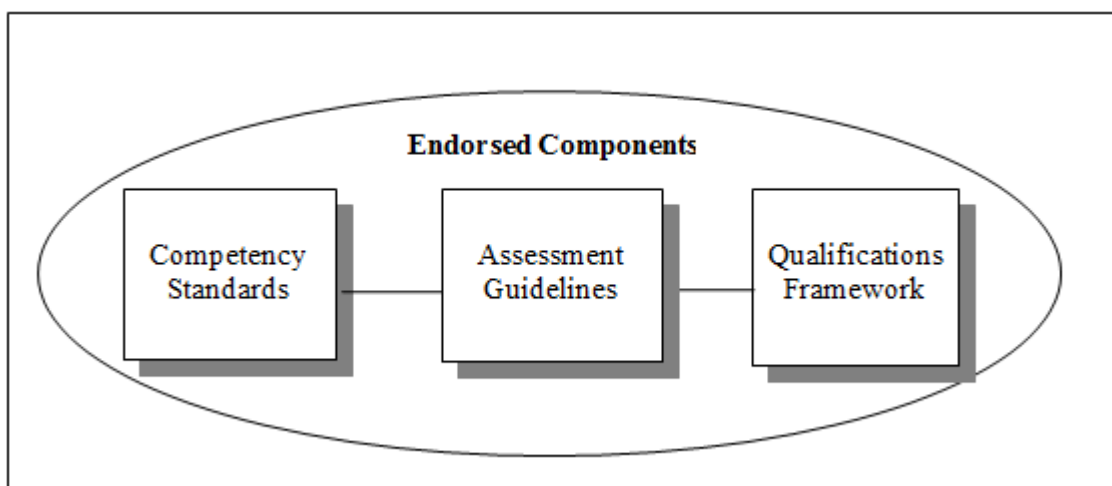 Endorsed Components
Competency
Standards
Assessment
Guidelines
Qualifications
Framework